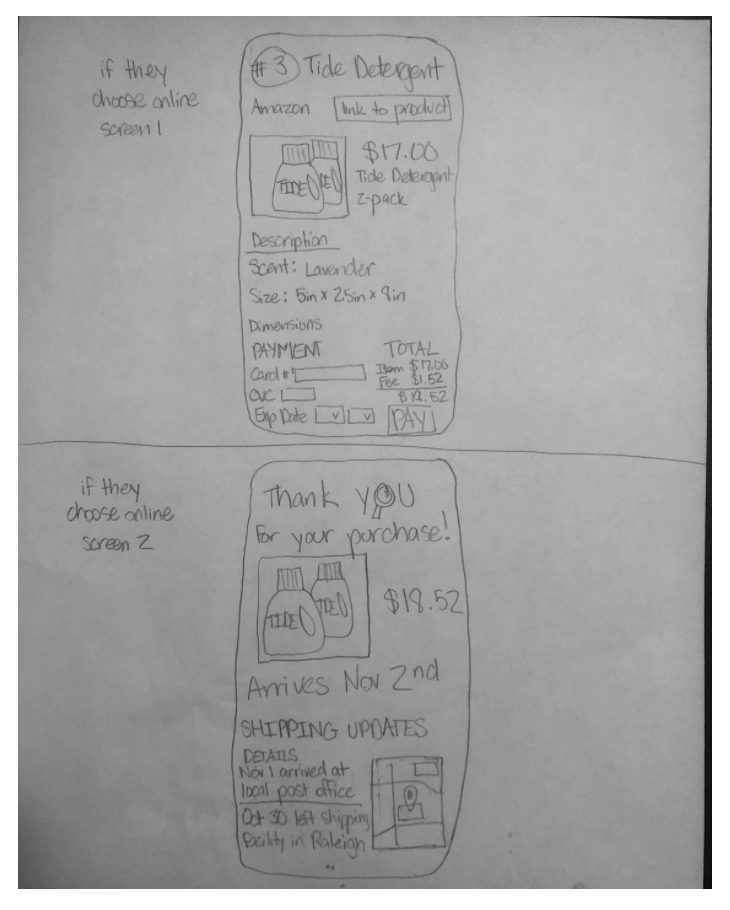 if they
choose online
screen 1
#3 Tide Detergent
Amazon link to product
TIDE
$17.00
Tide Detergent
2-pack
Description
Scent: Lavender
Size: 5in x 2.5in x 9in
Dimensions
PAYMENT TOTAL
Card # Item $17.00
CVC Fee $1.52
$18.52
Exp Date PAY
if they
choose online
screen 2
Thank yoU
For your purchase!
TIDE TIDE
$18.52
Arrives Nov 2nd
SHIPPING UPDATES
DETAILS
Nov 1 arrived at
local post office
Oct 30 left shipping
facility in Raleigh